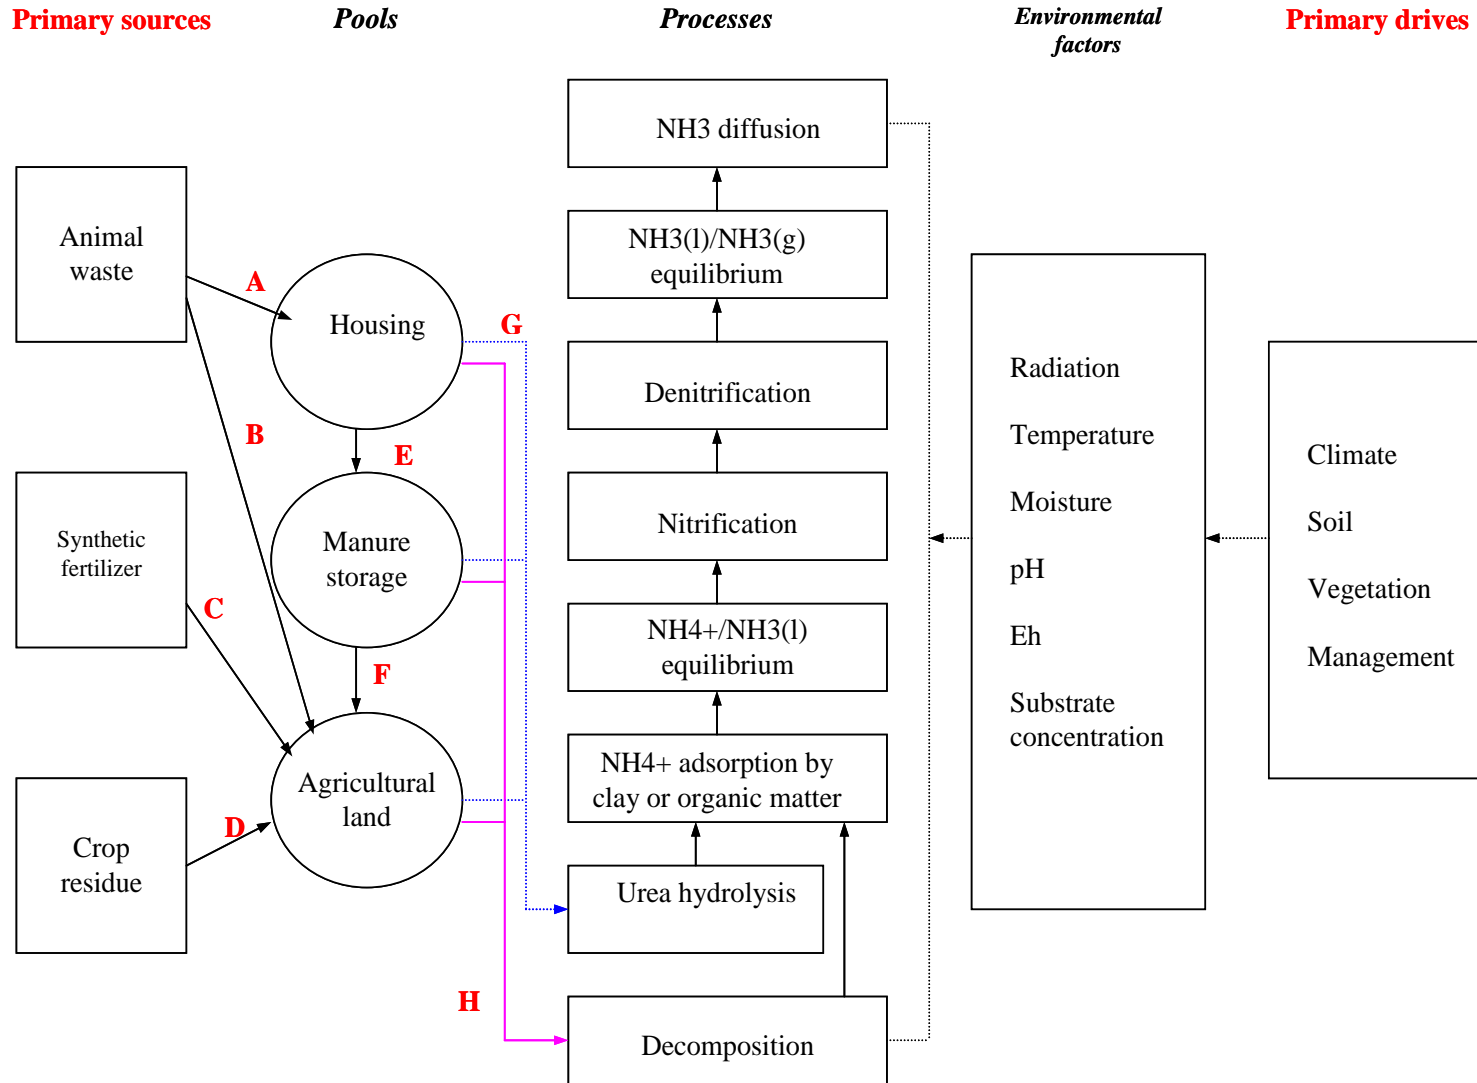 Primary sources
Pools
Processes
Environmental
factors
Primary drives
Animal
waste
Synthetic
fertilizer
Crop
residue
A
B
C
D
Housing
E
Manure
storage
F
Agricultural
land
G
H
NH3 diffusion
NH3(l)/NH3(g)
equilibrium
Denitrification
Nitrification
NH4+/NH3(l)
equilibrium
NH4+ adsorption by
clay or organic matter
Urea hydrolysis
Decomposition
Radiation
Temperature
Moisture
pH
Eh
Substrate
concentration
Climate
Soil
Vegetation
Management